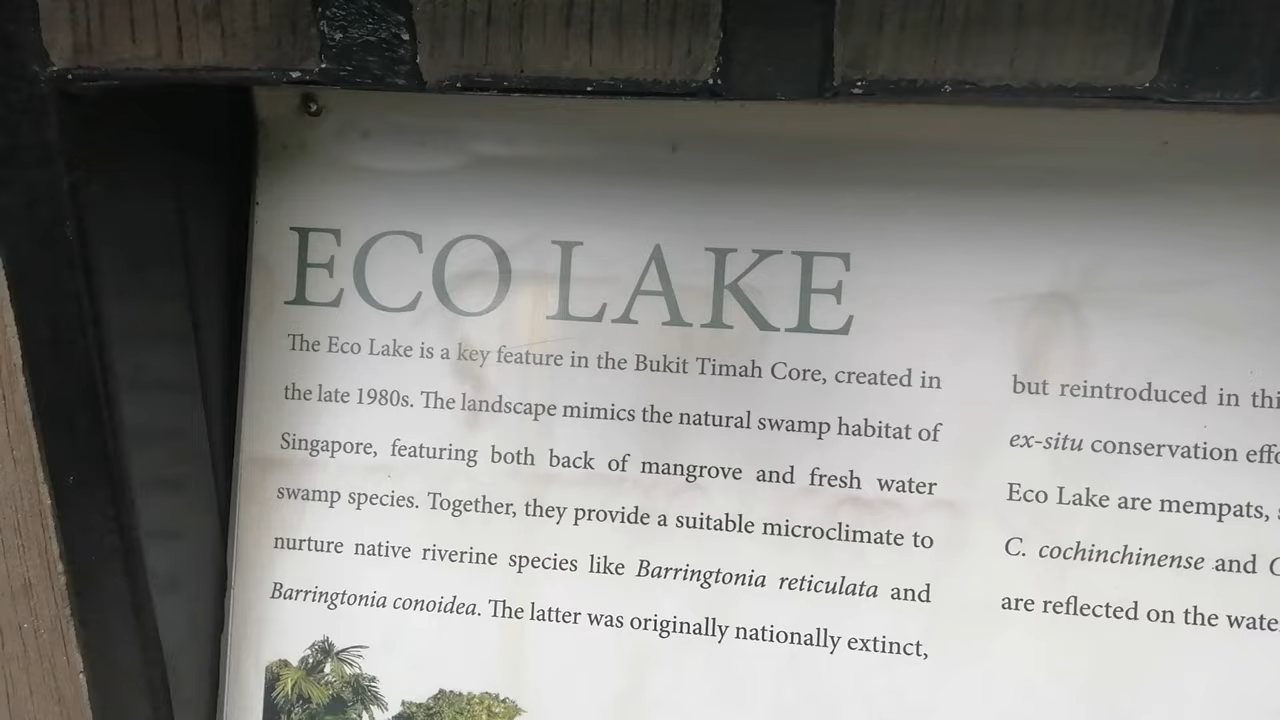 ECO LAKE
The Eco Lake is a key feature in the Bukit Timah Core, created in
the late 1980s. The landscape mimics the natural swamp habitat of
Singapore, featuring both back of mangrove and fresh water
swamp species. Together, they provide a suitable microclimate to
nurture native riverine species like Barringtonia reticulata and
Barringtonia conoidea. The latter was originally nationally extinct,
but reintroduced in
ex-situ conservation
Eco Lake are mempats,
C. cochinchinense and
are reflected on the